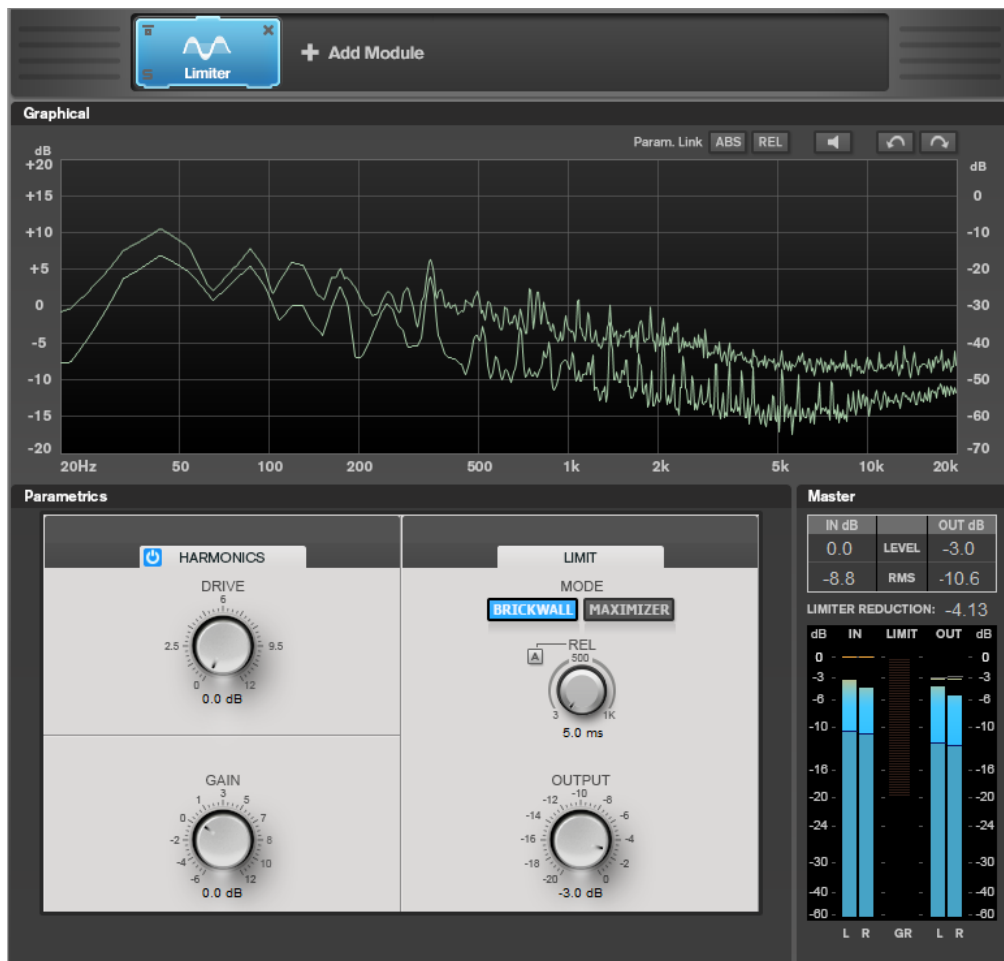 S
Limiter
+ Add Module
Graphical
Param. Link ABS REL
dB
+20
+15
+10
+5
0
-5
-10
-15
-20
dB
0
-10
-20
-30
-40
-50
-60
-70
20Hz 50 100 200 500 1k 2k 5k 10k 20k
Parametrics
HARMONICS
DRIVE
6
2.5 9.5
0 12
0.0 dB
GAIN
3
1 5
0 7
-2 8
-4 10
-6 12
0.0 dB
LIMIT
MODE
BRICKWALL MAXIMIZER
A REL
500
3 1K
5.0 ms
OUTPUT
-10
-12 -8
-14 -6
-16 -4
-18 -2
-20 0
-3.0 dB
Master
IN dB OUT dB
0.0 LEVEL -3.0
-8.8 RMS -10.6
LIMITER REDUCTION: -4.13
dB IN LIMIT OUT dB
0 0
-3 -3
-6 -6
-10 -10
-16 -16
-20 -20
-24 -24
-30 -30
-40 -40
-60 -60
L R GR L R